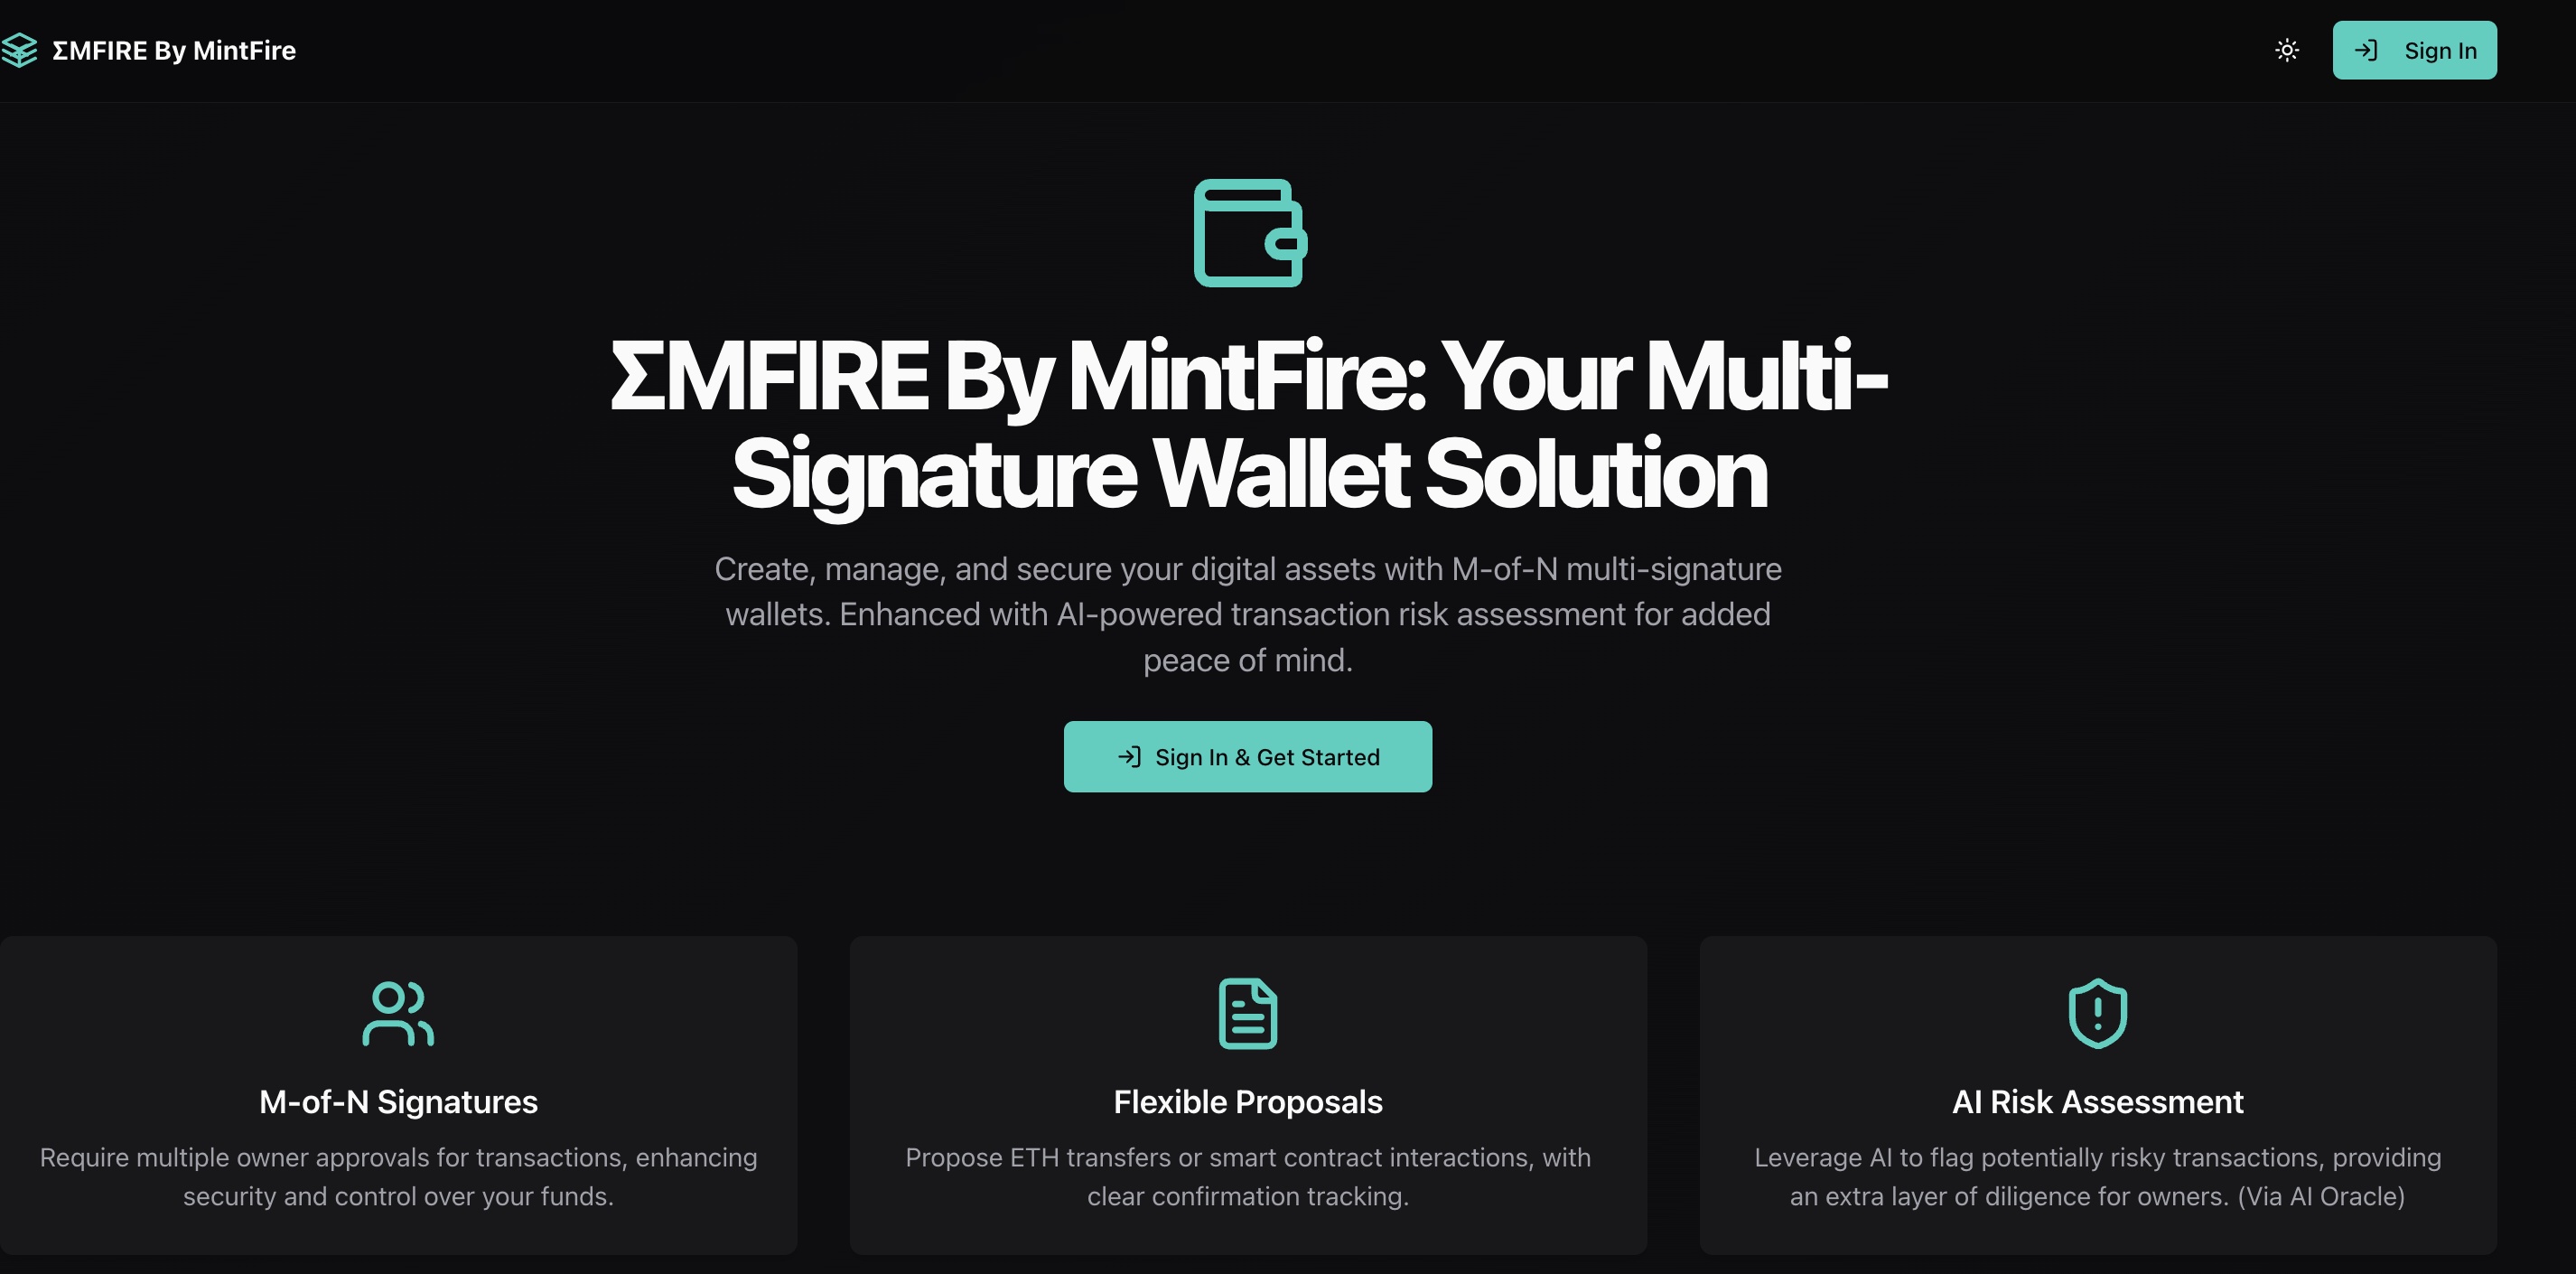 ΣMFIRE By MintFire
Sign In
ΣMFIRE By MintFire: Your Multi-
Signature Wallet Solution
Create, manage, and secure your digital assets with M-of-N multi-signature
wallets. Enhanced with AI-powered transaction risk assessment for added
peace of mind.
Sign In & Get Started
M-of-N Signatures
Require multiple owner approvals for transactions, enhancing
security and control over your funds.
Flexible Proposals
Propose ETH transfers or smart contract interactions, with
clear confirmation tracking.
AI Risk Assessment
Leverage AI to flag potentially risky transactions, providing
an extra layer of diligence for owners. (Via AI Oracle)